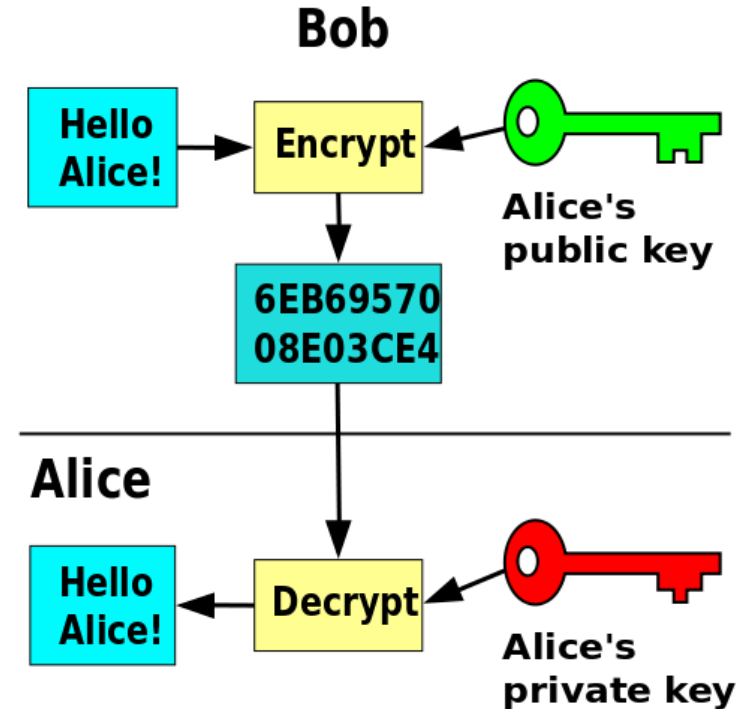 Bob
Hello
Alice!
Encrypt
Alice's
public key
6EB69570
08E03CE4
Alice
Hello
Alice!
Decrypt
Alice's
private key